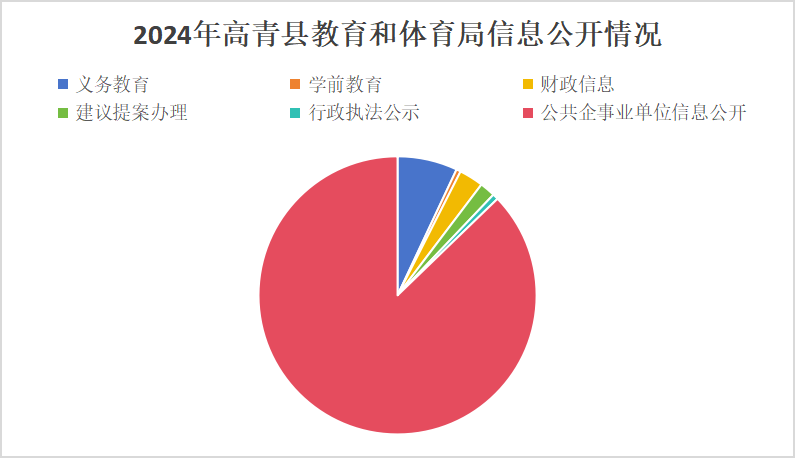 2024年高青县教育和体育局信息公开情况
义务教育 学前教育 财政信息
建议提案办理 行政执法公示 公共企事业单位信息公开